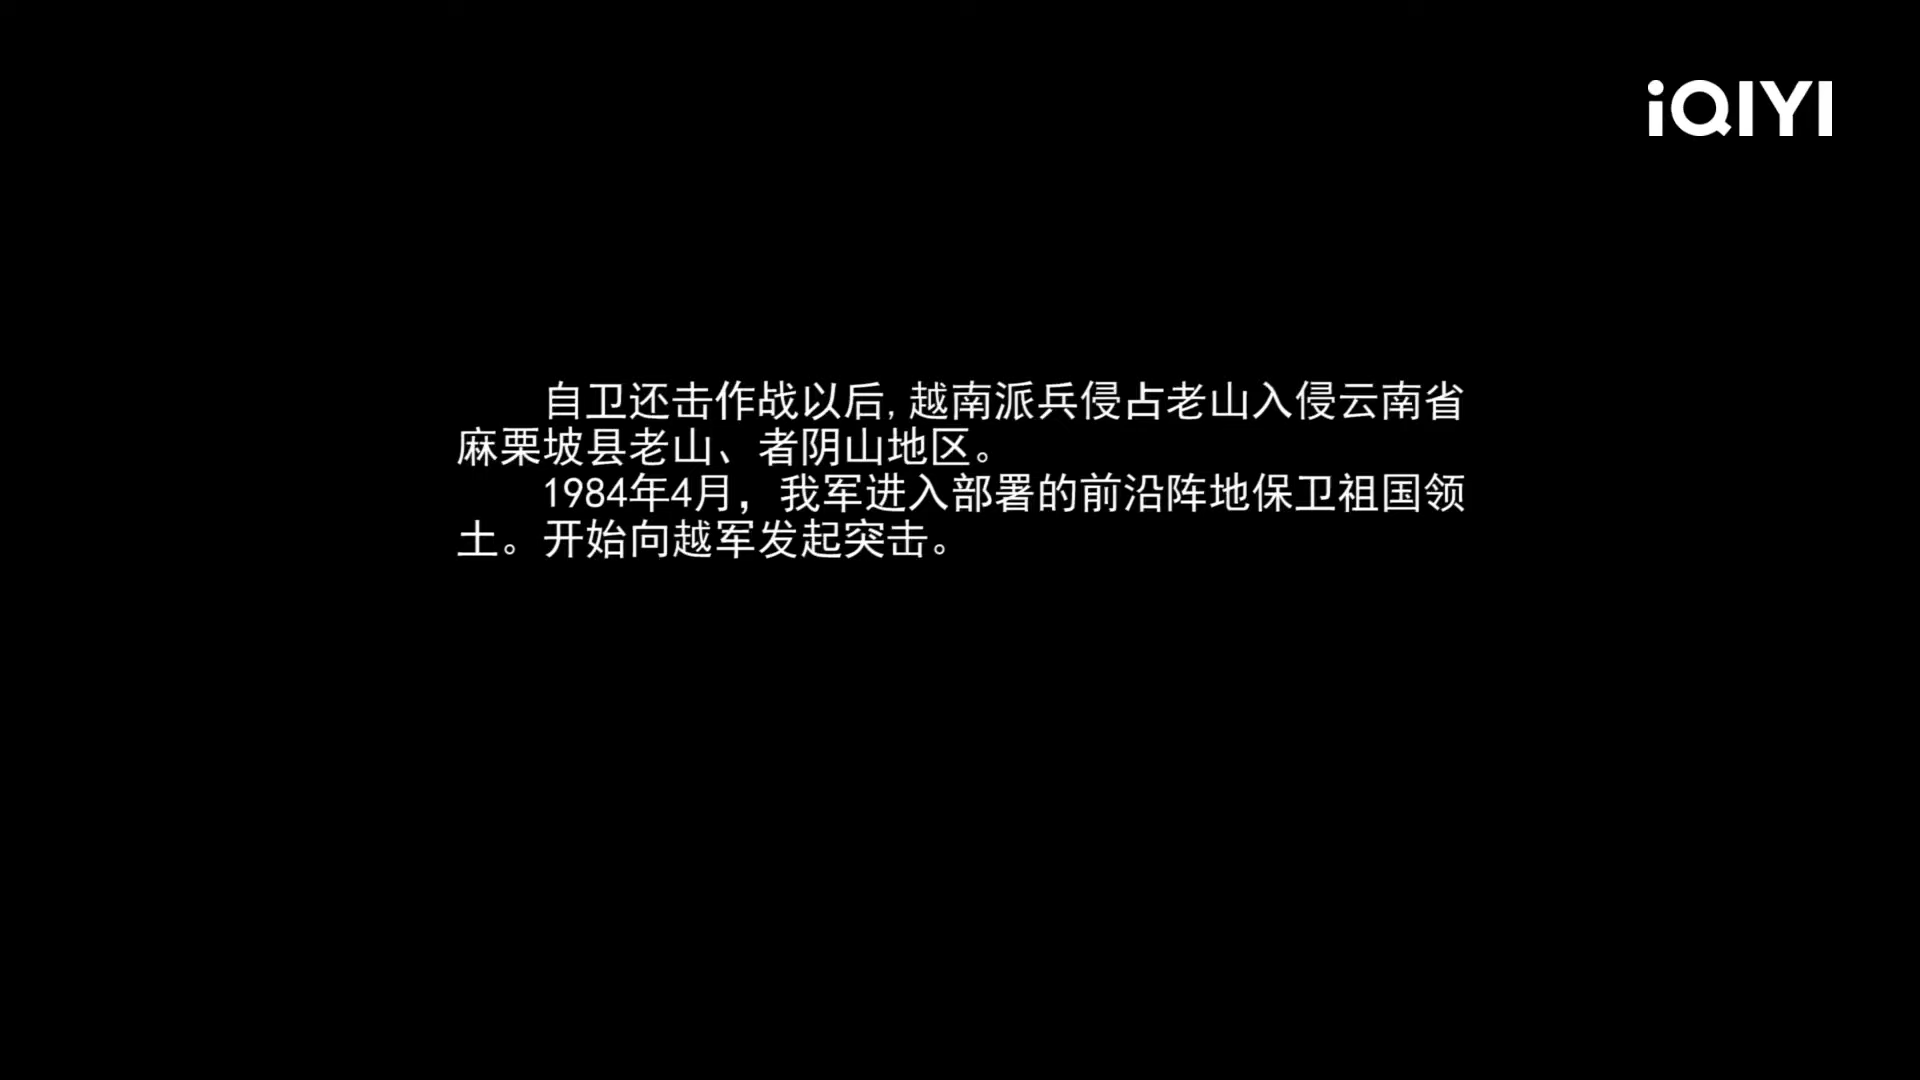 iQIYI
自卫还击作战以后,越南派兵侵占老山入侵云南省
麻栗坡县老山、者阴山地区。
1984年4月，我军进入部署的前沿阵地保卫祖国领
土。开始向越军发起突击。